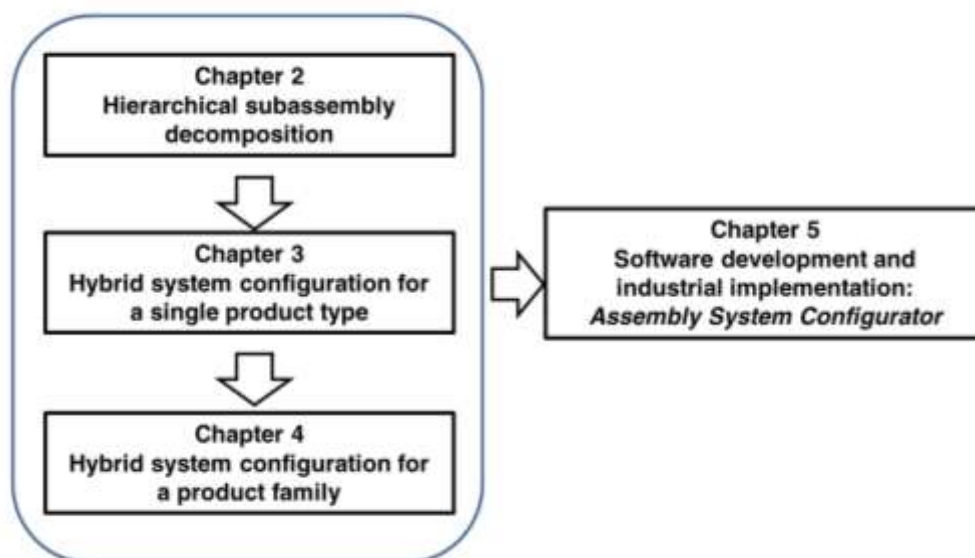 Chapter 2
Hierarchical subassembly
decomposition
Chapter 3
Hybrid system configuration for
a single product type
Chapter 4
Hybrid system configuration for
a product family
Chapter 5
Software development and
industrial implementation:
Assembly System Configurator